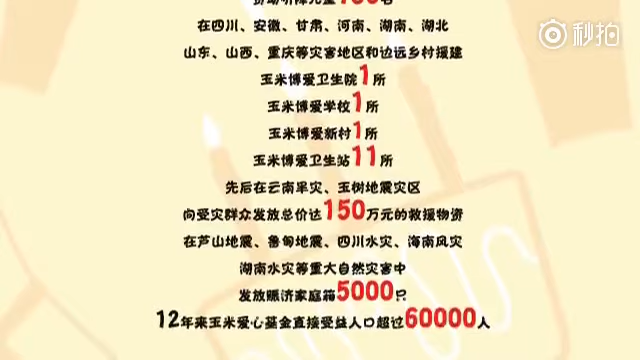 秒拍
在四川、安徽、甘肃、河南、湖南、湖北
山东、山西、重庆等灾害地区和边远乡村援建
玉米博爱卫生院1所
玉米博爱学校1所
玉米博爱新村1所
玉米博爱卫生站11所
先后在云南旱灾、玉树地震灾区
向受灾群众发放总价达150万元的救援物资
在芦山地震、鲁甸地震、四川水灾、海南风灾
湖南水灾等重大自然灾害中
发放赈济家庭箱5000只
12年来玉米爱心基金直接受益人口超过60000人